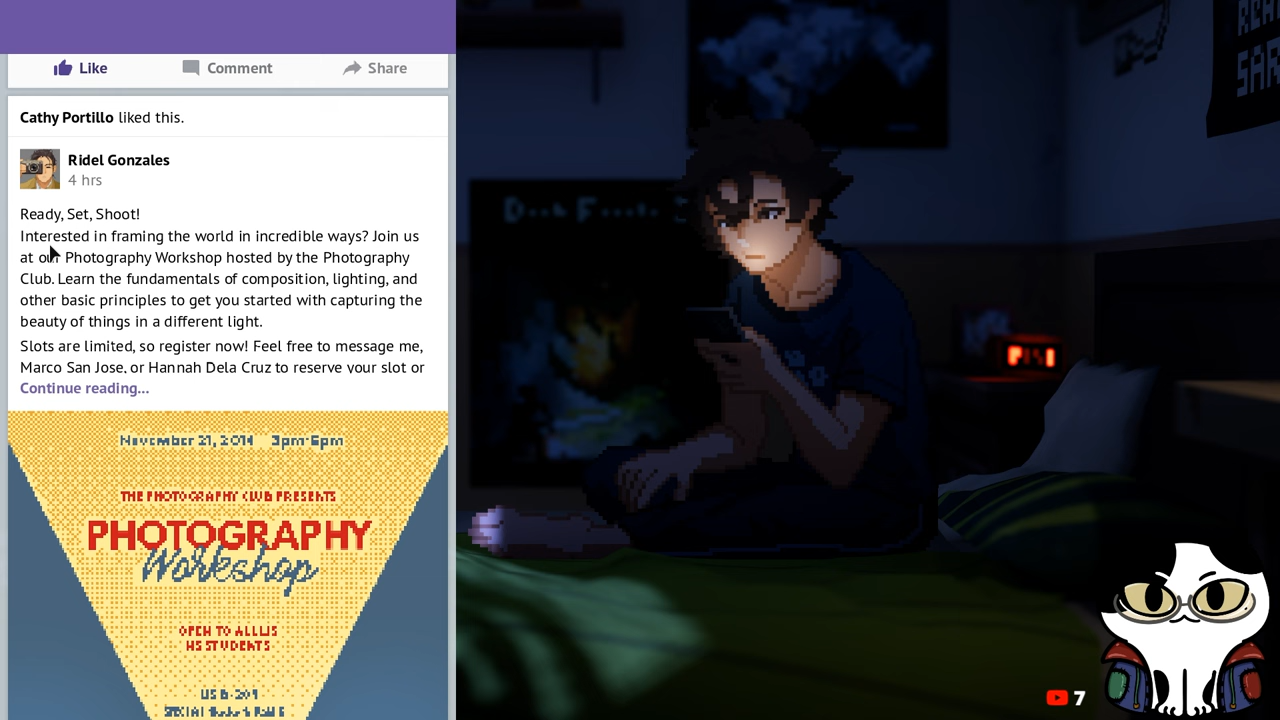 Like Comment Share
Cathy Portillo liked this.
Ridel Gonzales
4 hrs
Ready, Set, Shoot!
Interested in framing the world in incredible ways? Join us
at our Photography Workshop hosted by the Photography
Club. Learn the fundamentals of composition, lighting, and
other basic principles to get you started with capturing the
beauty of things in a different light.
Slots are limited, so register now! Feel free to message me,
Marco San Jose, or Hannah Dela Cruz to reserve your slot or
Continue reading...
November 21, 2014 3pm-6pm
THE PHOTOGRAPHY CLUB PRESENTS
PHOTOGRAPHY
Workshop
OPEN TO ALL US
HS STUDENTS
7